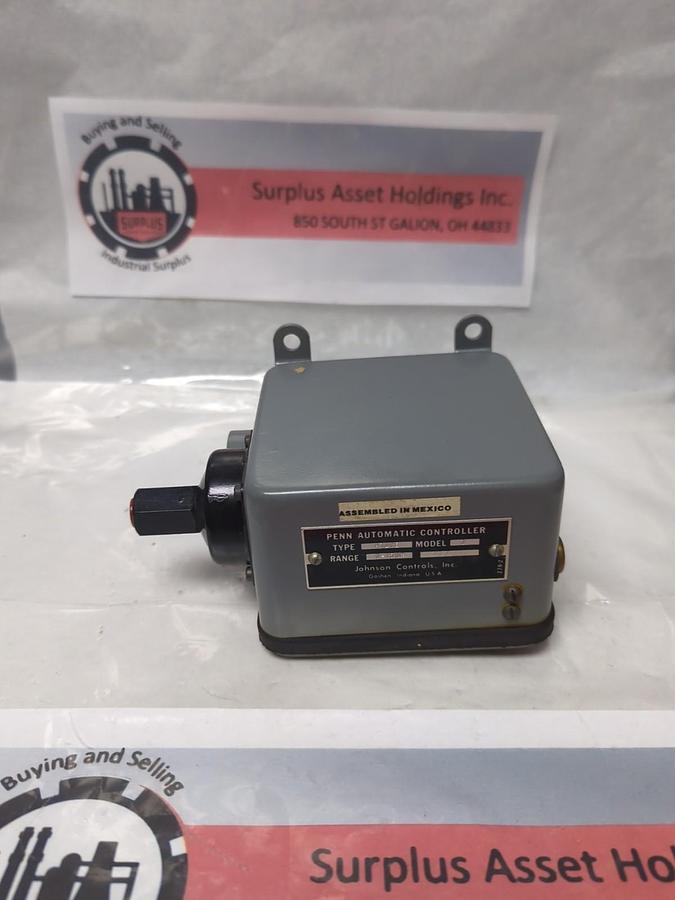 Buying and Selling
SURPLUS
Industrial Surplus
Surplus Asset Holdings Inc.
850 SOUTH ST GALION, OH 44833
ASSEMBLED IN MEXICO
PENN AUTOMATIC CONTROLLER
TYPE MODEL
RANGE
Johnson Controls, Inc.
Goshen, Indiana U.S.A.
Buying and Selling
Surplus Asset Hol